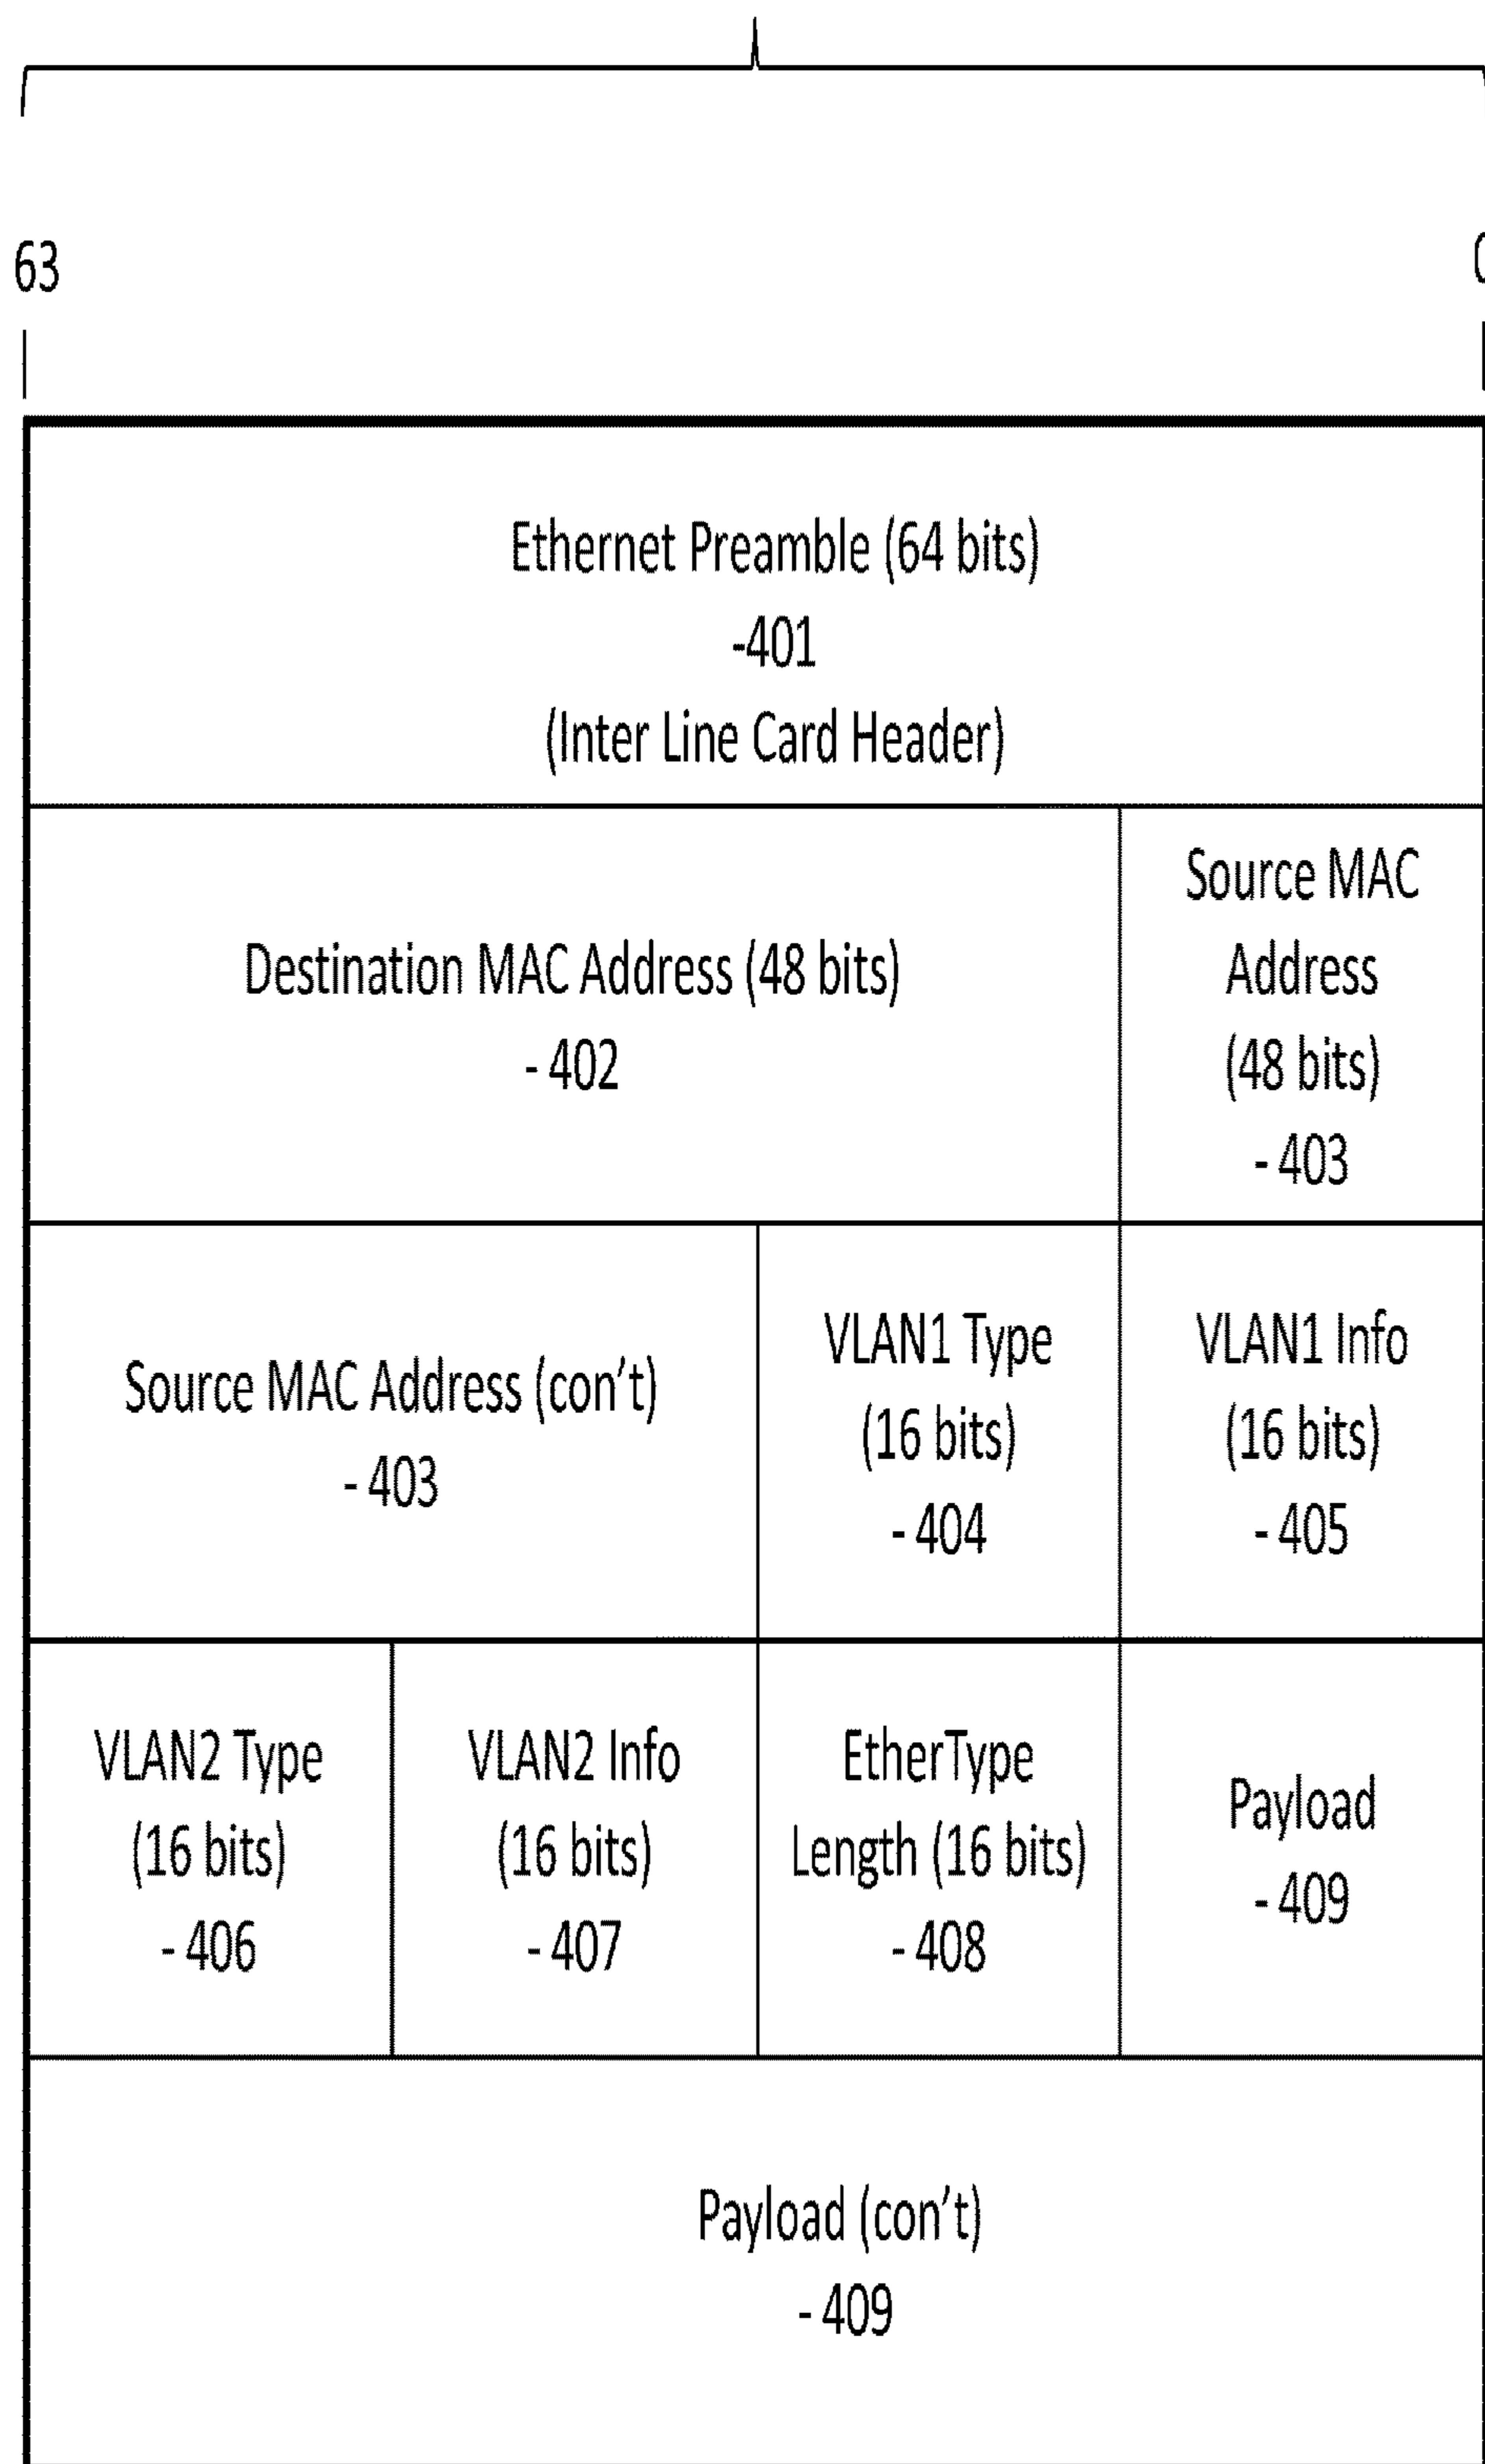 63
0
Ethernet Preamble (64 bits)
-401
(Inter Line Card Header)
Destination MAC Address (48 bits)
- 402
Source MAC
Address
(48 bits)
- 403
Source MAC Address (con't)
- 403
VLAN1 Type
(16 bits)
- 404
VLAN1 Info
(16 bits)
- 405
VLAN2 Type
(16 bits)
- 406
VLAN2 Info
(16 bits)
- 407
EtherType
Length (16 bits)
- 408
Payload
- 409
Payload (con't)
- 409